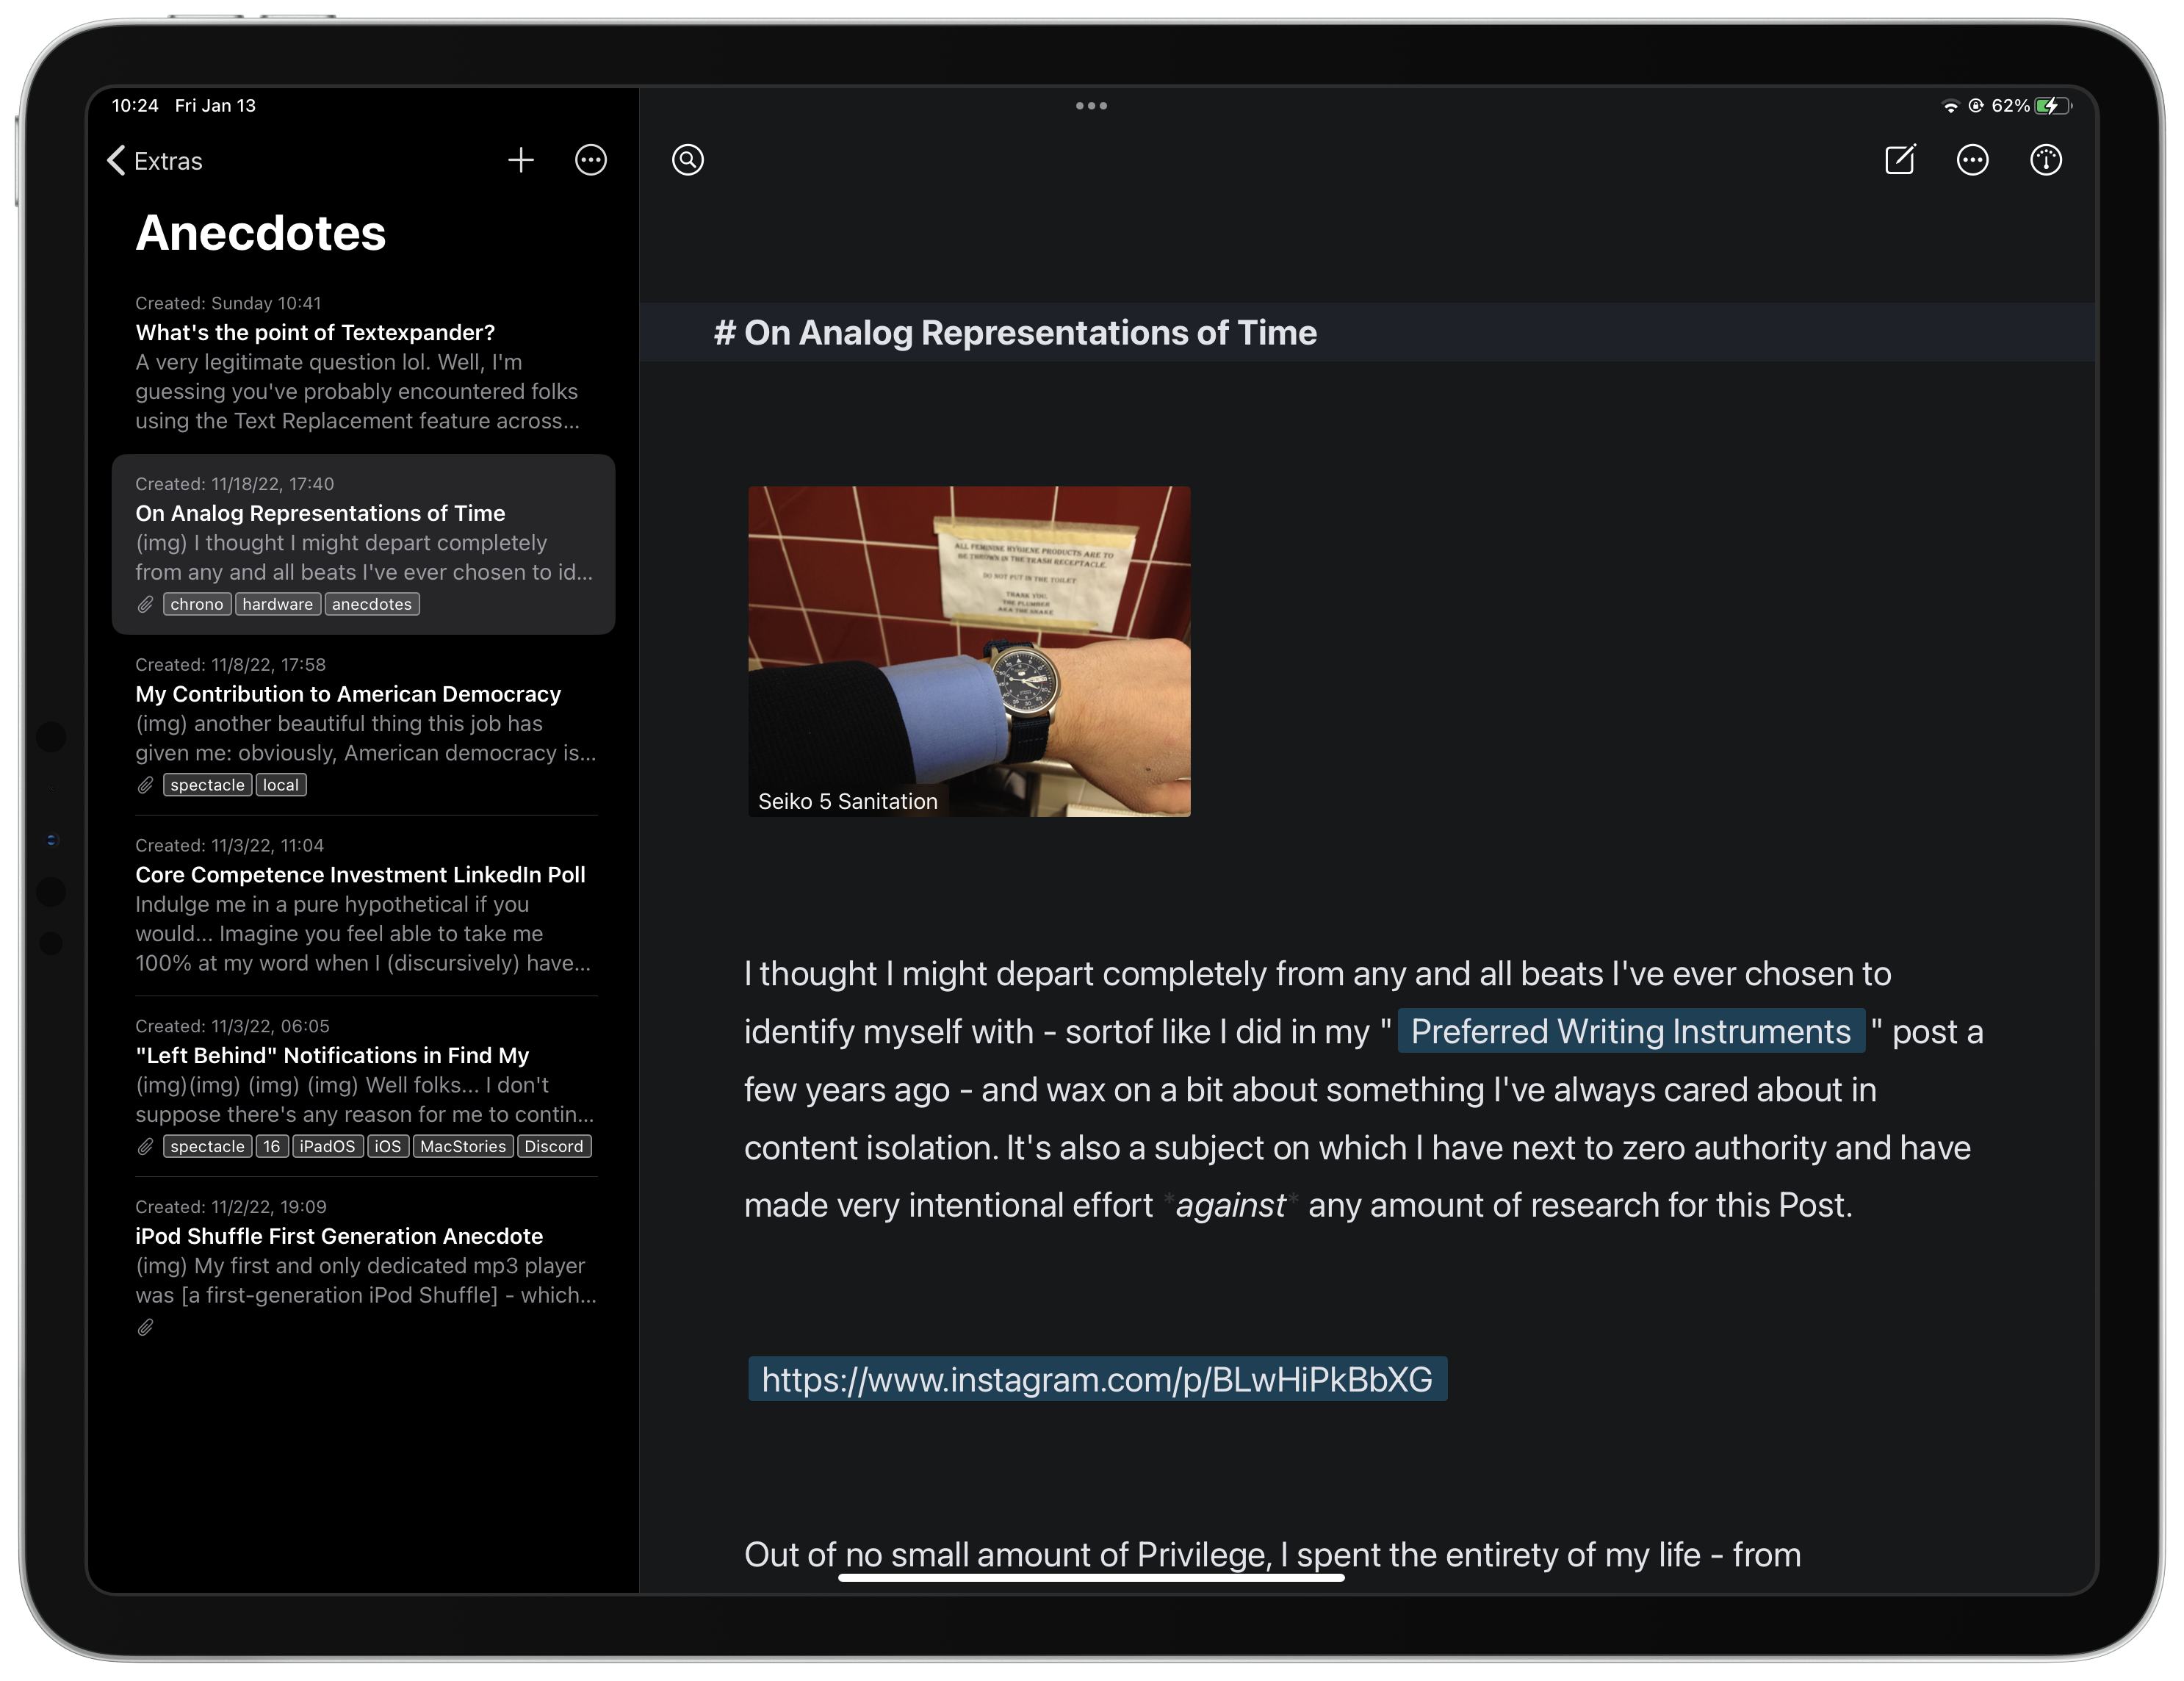 10:24 Fri Jan 13
62%
Extras
Anecdotes
Created: Sunday 10:41
What's the point of Textexpander?
A very legitimate question lol. Well, I'm
guessing you've probably encountered folks
using the Text Replacement feature across...
Created: 11/18/22, 17:40
On Analog Representations of Time
(img) I thought I might depart completely
from any and all beats I've ever chosen to id...
chrono hardware anecdotes
Created: 11/8/22, 17:58
My Contribution to American Democracy
(img) another beautiful thing this job has
given me: obviously, American democracy is...
spectacle local
Created: 11/3/22, 11:04
Core Competence Investment LinkedIn Poll
Indulge me in a pure hypothetical if you
would... Imagine you feel able to take me
100% at my word when I (discursively) have...
Created: 11/3/22, 06:05
"Left Behind" Notifications in Find My
(img)(img) (img) (img) Well folks... I don't
suppose there's any reason for me to contin...
spectacle 16 iPadOS iOS MacStories Discord
Created: 11/2/22, 19:09
iPod Shuffle First Generation Anecdote
(img) My first and only dedicated mp3 player
was [a first-generation iPod Shuffle] - which...
# On Analog Representations of Time
ALL FEMININE HYGIENE PRODUCTS ARE TO
BE THROWN IN THE TRASH RECEPTACLE.
DO NOT PUT IN THE TOILET
THANK YOU,
THE PLUMBER
AKA THE SNAKE
Seiko 5 Sanitation
I thought I might depart completely from any and all beats I've ever chosen to
identify myself with - sortof like I did in my " Preferred Writing Instruments " post a
few years ago - and wax on a bit about something I've always cared about in
content isolation. It's also a subject on which I have next to zero authority and have
made very intentional effort *against* any amount of research for this Post.
https://www.instagram.com/p/BLwHiPkBbXG
Out of no small amount of Privilege, I spent the entirety of my life - from